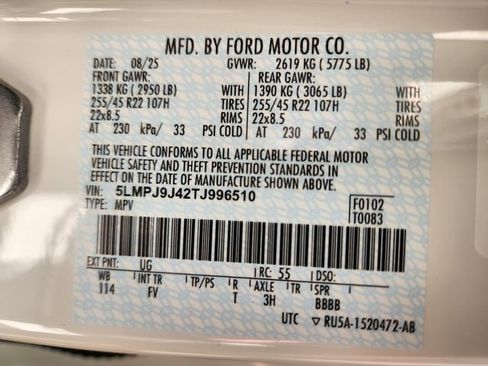 MFD. BY FORD MOTOR CO.
DATE: 08/25 GVWR: 2619 KG (5775 LB)
FRONT GAWR: REAR GAWR:
1338 KG (2950 LB) WITH 1390 KG (3065 LB) WITH
255/45 R22 107H TIRES 255/45 R22 107H TIRES
22x8.5 RIMS 22x8.5 RIMS
AT 230 kPa/ 33 PSI COLD AT 230 kPa/ 33 PSI COLD
THIS VEHICLE CONFORMS TO ALL APPLICABLE FEDERAL MOTOR
VEHICLE SAFETY AND THEFT PREVENTION STANDARDS IN
EFFECT ON THE DATE OF MANUFACTURE SHOWN ABOVE.
VIN: 5LMPJ9J42TJ996510 F0102
TYPE: MPV T0083
EXT PNT: UG RC: 55 DSO:
WB INT TR TP/PS R AXLE TR SPR
114 FV T 3H BBBB
UTC ▽ RU5A-1520472-AB